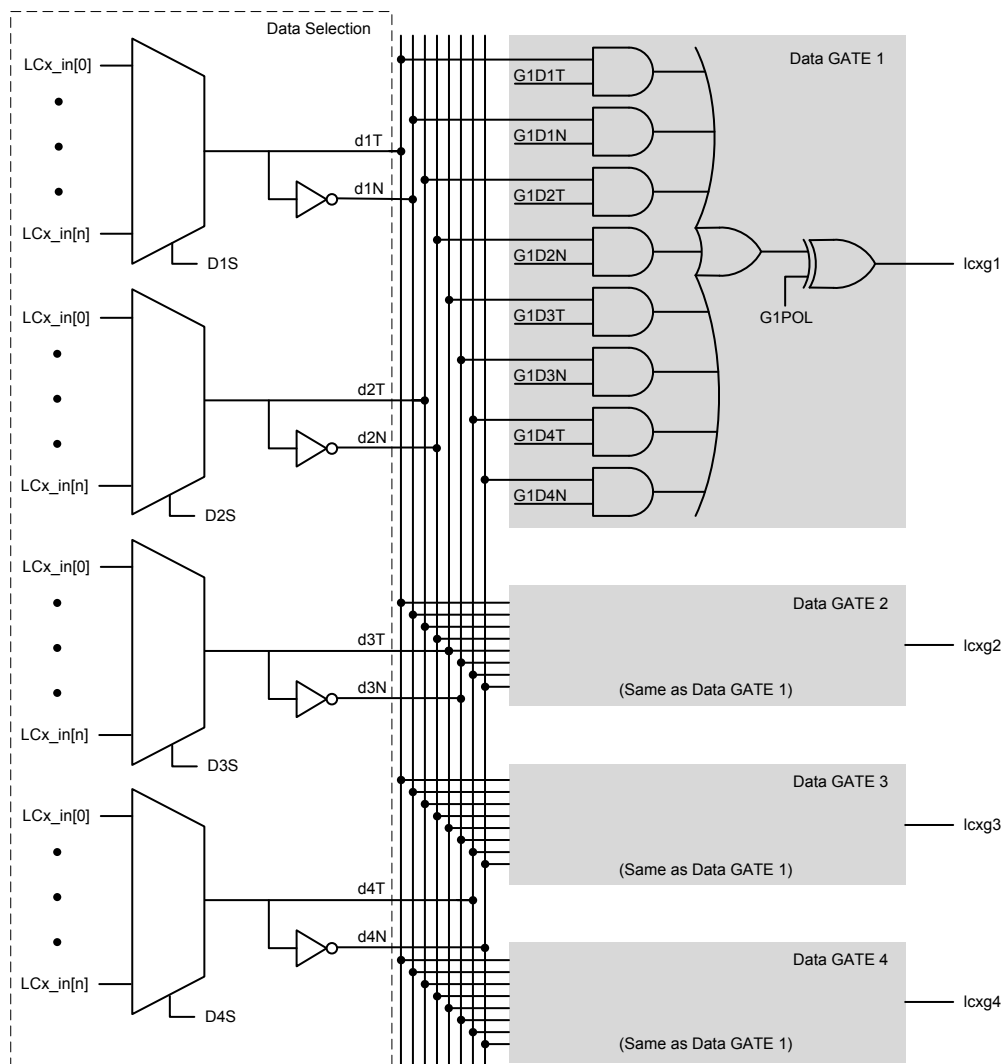 Data Selection
LCx_in[0]
LCx_in[n]
D1S
d1T
d1N
LCx_in[0]
LCx_in[n]
D2S
d2T
d2N
LCx_in[0]
LCx_in[n]
D3S
d3T
d3N
LCx_in[0]
LCx_in[n]
D4S
d4T
d4N
Data GATE 1
G1D1T
G1D1N
G1D2T
G1D2N
G1D3T
G1D3N
G1D4T
G1D4N
G1POL
lcxg1
Data GATE 2
(Same as Data GATE 1)
lcxg2
Data GATE 3
(Same as Data GATE 1)
lcxg3
Data GATE 4
(Same as Data GATE 1)
lcxg4